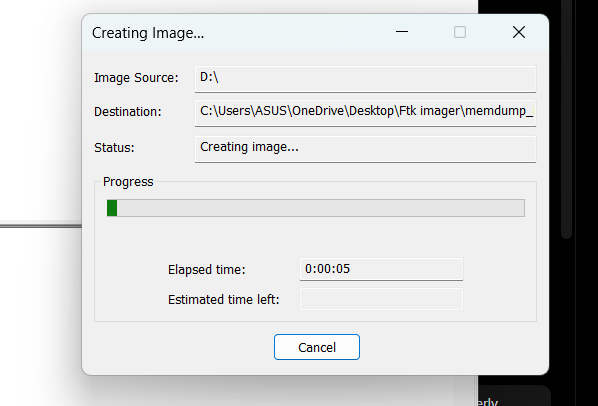 Creating Image...
Image Source: D:\
Destination: C:\Users\ASUS\OneDrive\Desktop\Ftk imager\memdump_
Status: Creating image...
Progress
Elapsed time: 0:00:05
Estimated time left:
Cancel
erly